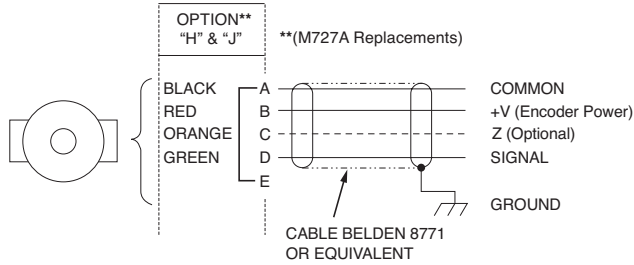 OPTION**
“H” & “J”
**(M727A Replacements)
BLACK A COMMON
RED B +V (Encoder Power)
ORANGE C Z (Optional)
GREEN D SIGNAL
E
GROUND
CABLE BELDEN 8771
OR EQUIVALENT